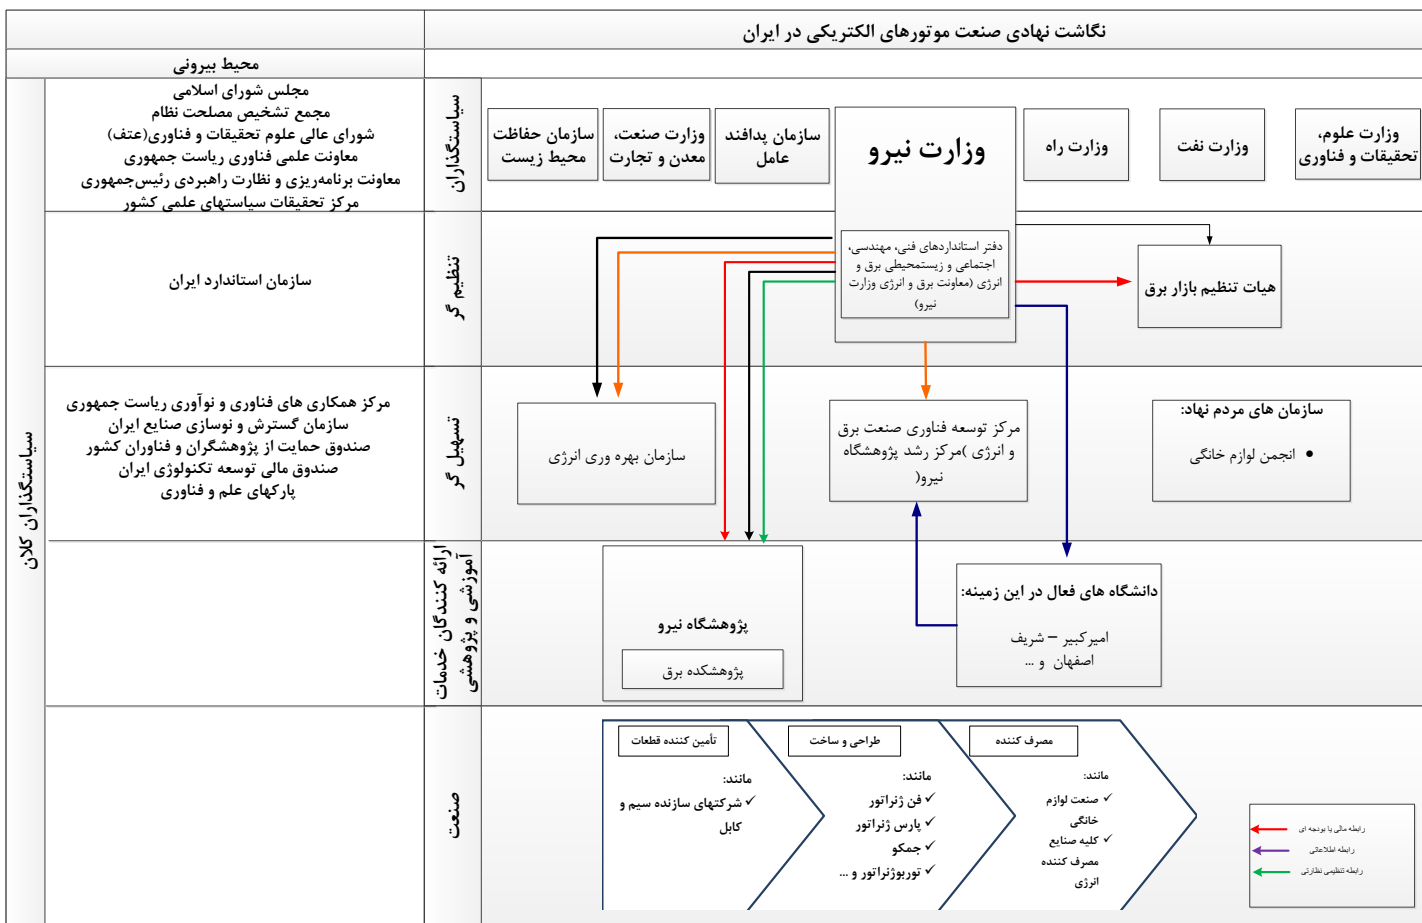 نگاشت نهادی صنعت موتورهای الکتریکی در ایران
محیط بیرونی
سیاستگذاران کلان
مجلس شورای اسلامی
مجمع تشخیص مصلحت نظام
شورای عالی علوم تحقیقات و فناوری(عتف)
معاونت علمی فناوری ریاست جمهوری
معاونت برنامه‌ریزی و نظارت راهبردی رئیس‌جمهوری
مرکز تحقیقات سیاستهای علمی کشور
سیاستگذاران
وزارت علوم،
تحقیقات و فناوری
وزارت نفت
وزارت راه
وزارت نیرو
سازمان پدافند
عامل
وزارت صنعت،
معدن و تجارت
سازمان حفاظت
محیط زیست
سازمان استاندارد ایران
تنظیم گر
دفتر استانداردهای فنی، مهندسی،
اجتماعی و زیستمحیطی برق و
انرژی (معاونت برق و انرژی وزارت
نیرو)
هیات تنظیم بازار برق
مرکز همکاری های فناوری و نوآوری ریاست جمهوری
سازمان گسترش و نوسازی صنایع ایران
صندوق حمایت از پژوهشگران و فناوران کشور
صندوق مالی توسعه تکنولوژی ایران
پارکهای علم و فناوری
تسهیل گر
سازمان های مردم نهاد:
• انجمن لوازم خانگی
مرکز توسعه فناوری صنعت برق
و انرژی )مرکز رشد پژوهشگاه
نیرو(
سازمان بهره وری انرژی
ارائه کنندگان خدمات
آموزشی و پژوهشی
دانشگاه های فعال در این زمینه:
امیرکبیر – شریف
اصفهان و ...
پژوهشگاه نیرو
پژوهشکده برق
صنعت
تأمین کننده قطعات
مانند:
✓ شرکتهای سازنده سیم و
کابل
طراحی و ساخت
مانند:
✓ فن ژنراتور
✓ پارس ژنراتور
✓ جمکو
✓ توربوژنراتور و ...
مصرف کننده
مانند:
✓ صنعت لوازم
خانگی
✓ کلیه صنایع
مصرف کننده
انرژی
رابطه مالی یا بودجه ای
رابطه اطلاعاتی
رابطه تنظیمی نظارتی